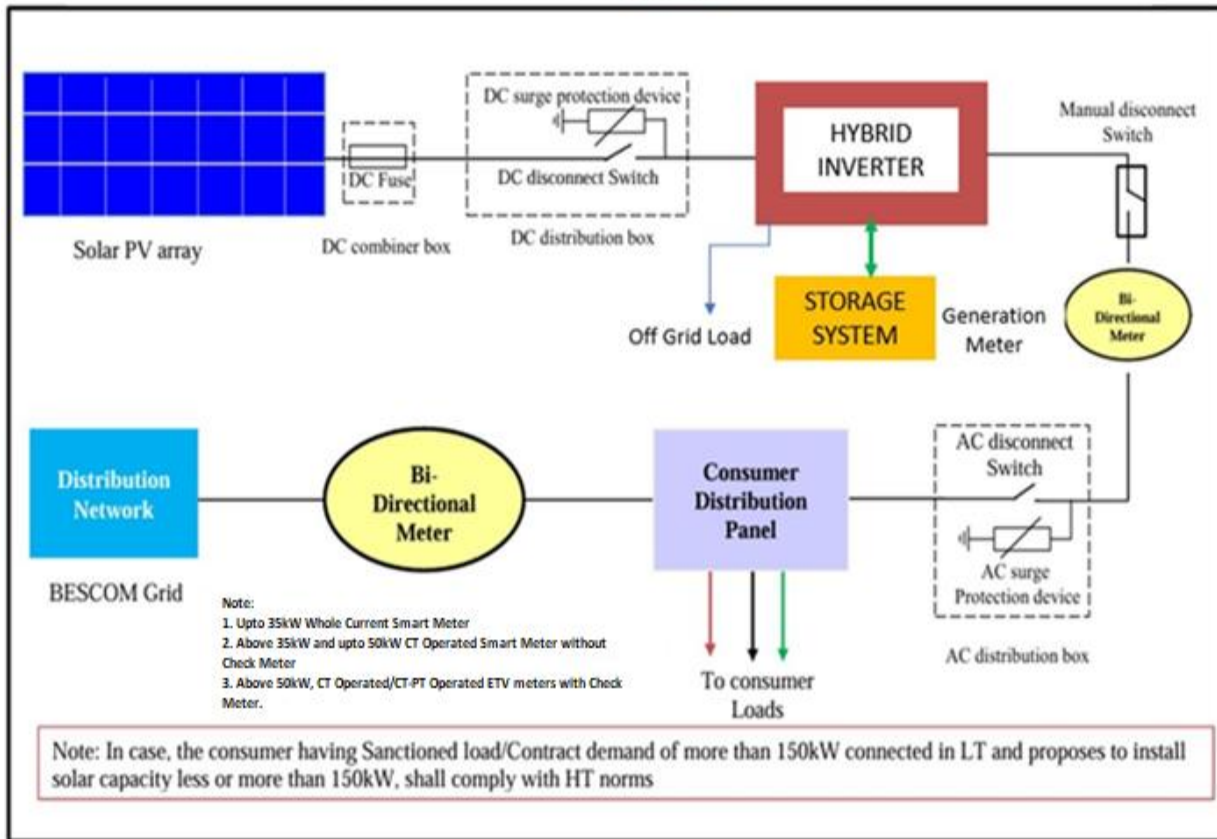 DC surge protection device
HYBRID
INVERTER
Manual disconnect
Switch
DC Fuse
DC disconnect Switch
Solar PV array
DC combiner box
DC distribution box
Off Grid Load
STORAGE
SYSTEM
Generation
Meter
Bi-
Directional
Meter
Distribution
Network
BESCOM Grid
Bi-
Directional
Meter
Consumer
Distribution
Panel
AC disconnect
Switch
AC surge
Protection device
AC distribution box
To consumer
Loads
Note:
1. Upto 35kW Whole Current Smart Meter
2. Above 35kW and upto 50kW CT Operated Smart Meter without
Check Meter
3. Above 50kW, CT Operated/CT-PT Operated ETV meters with Check
Meter.
Note: In case, the consumer having Sanctioned load/Contract demand of more than 150kW connected in LT and proposes to install
solar capacity less or more than 150kW, shall comply with HT norms